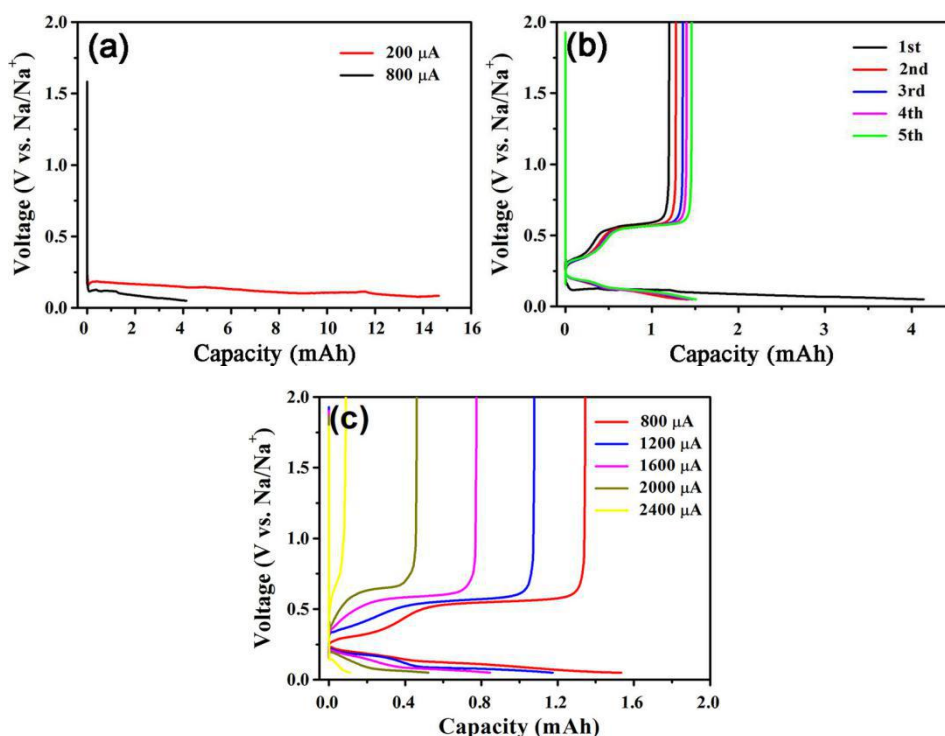 (a)
200 μA
800 μA
Voltage (V vs. Na/Na⁺)
2.0
1.5
1.0
0.5
0.0
0 2 4 6 8 10 12 14 16
Capacity (mAh)
(b)
1st
2nd
3rd
4th
5th
Voltage (V vs. Na/Na⁺)
2.0
1.5
1.0
0.5
0.0
0 1 2 3 4
Capacity (mAh)
(c)
800 μA
1200 μA
1600 μA
2000 μA
2400 μA
Voltage (V vs. Na/Na⁺)
2.0
1.5
1.0
0.5
0.0
0.0 0.4 0.8 1.2 1.6 2.0
Capacity (mAh)